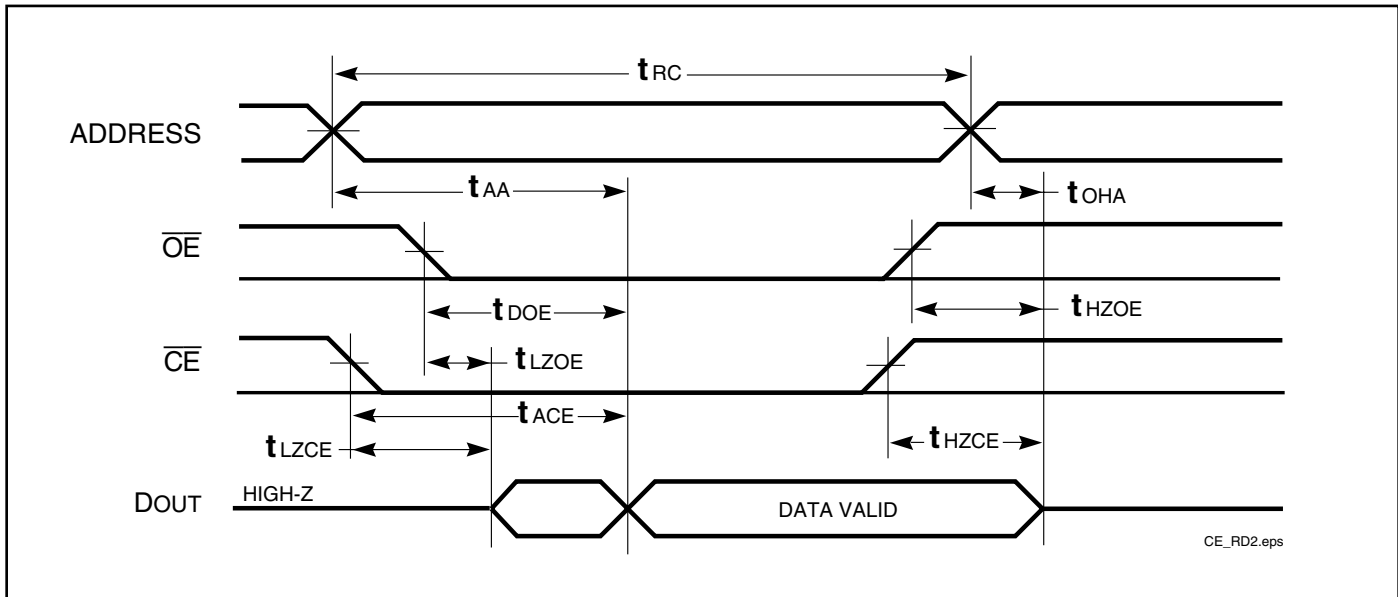 tRC
ADDRESS
tAA
tOHA
OE
tDOE
tHZOE
CE
tLZOE
tACE
tLZCE
tHZCE
DOUT
HIGH-Z
DATA VALID
CE_RD2.eps